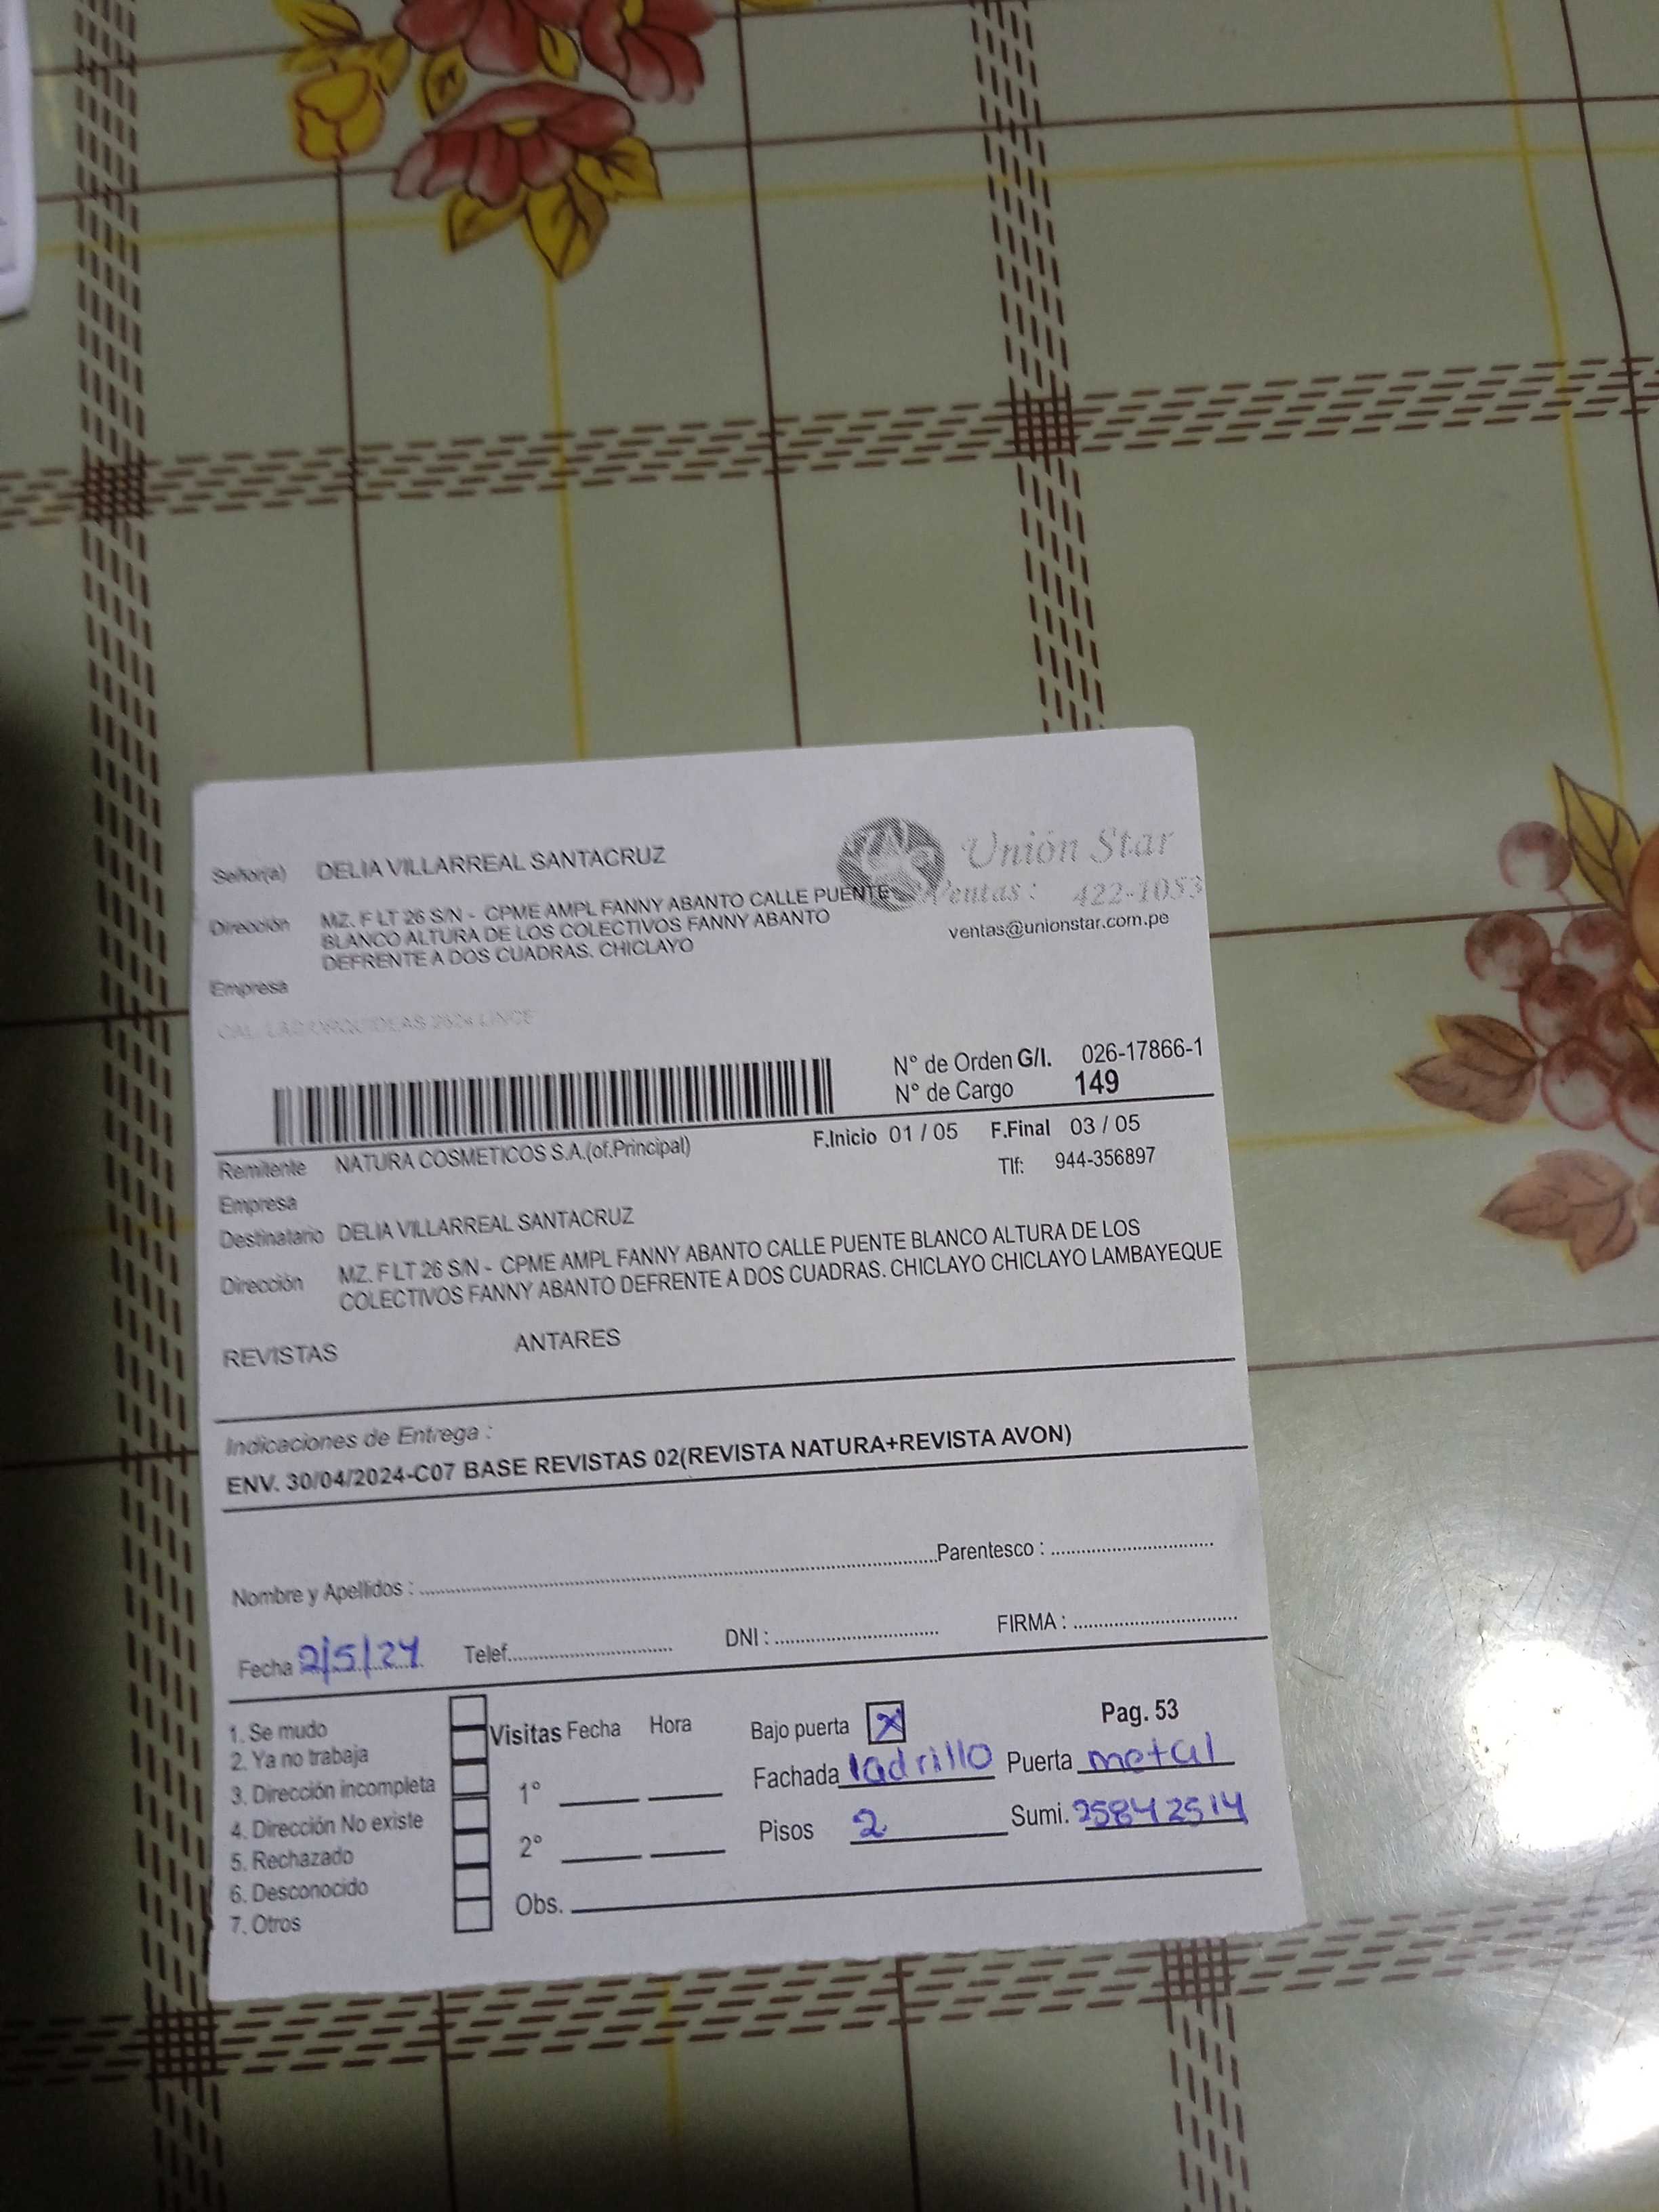 Señor(a) DELIA VILLARREAL SANTACRUZ
Unión Star
Ventas: 422-1053
ventas@unionstar.com.pe
Dirección MZ. F LT 26 S/N - CPME AMPL FANNY ABANTO CALLE PUENTE
BLANCO ALTURA DE LOS COLECTIVOS FANNY ABANTO
DEFRENTE A DOS CUADRAS. CHICLAYO
Empresa
CAL. LAS ORQUIDEAS 2624 LINCE
N° de Orden G/I. 026-17866-1
N° de Cargo 149
F.Inicio 01 / 05 F.Final 03 / 05
Remitente NATURA COSMETICOS S.A.(of.Principal)
Tlf: 944-356897
Empresa
Destinatario DELIA VILLARREAL SANTACRUZ
Dirección MZ. F LT 26 S/N - CPME AMPL FANNY ABANTO CALLE PUENTE BLANCO ALTURA DE LOS
COLECTIVOS FANNY ABANTO DEFRENTE A DOS CUADRAS. CHICLAYO CHICLAYO LAMBAYEQUE
REVISTAS ANTARES
Indicaciones de Entrega :
ENV. 30/04/2024-C07 BASE REVISTAS 02(REVISTA NATURA+REVISTA AVON)
Nombre y Apellidos : Parentesco :
Fecha 2/5/24 Telef. DNI : FIRMA :
1. Se mudo
2. Ya no trabaja
3. Dirección incompleta
4. Dirección No existe
5. Rechazado
6. Desconocido
7. Otros
Visitas Fecha Hora
1°
2°
Obs.
Bajo puerta X Pag. 53
Fachada ladrillo Puerta metal
Pisos 2 Sumi. 25842514